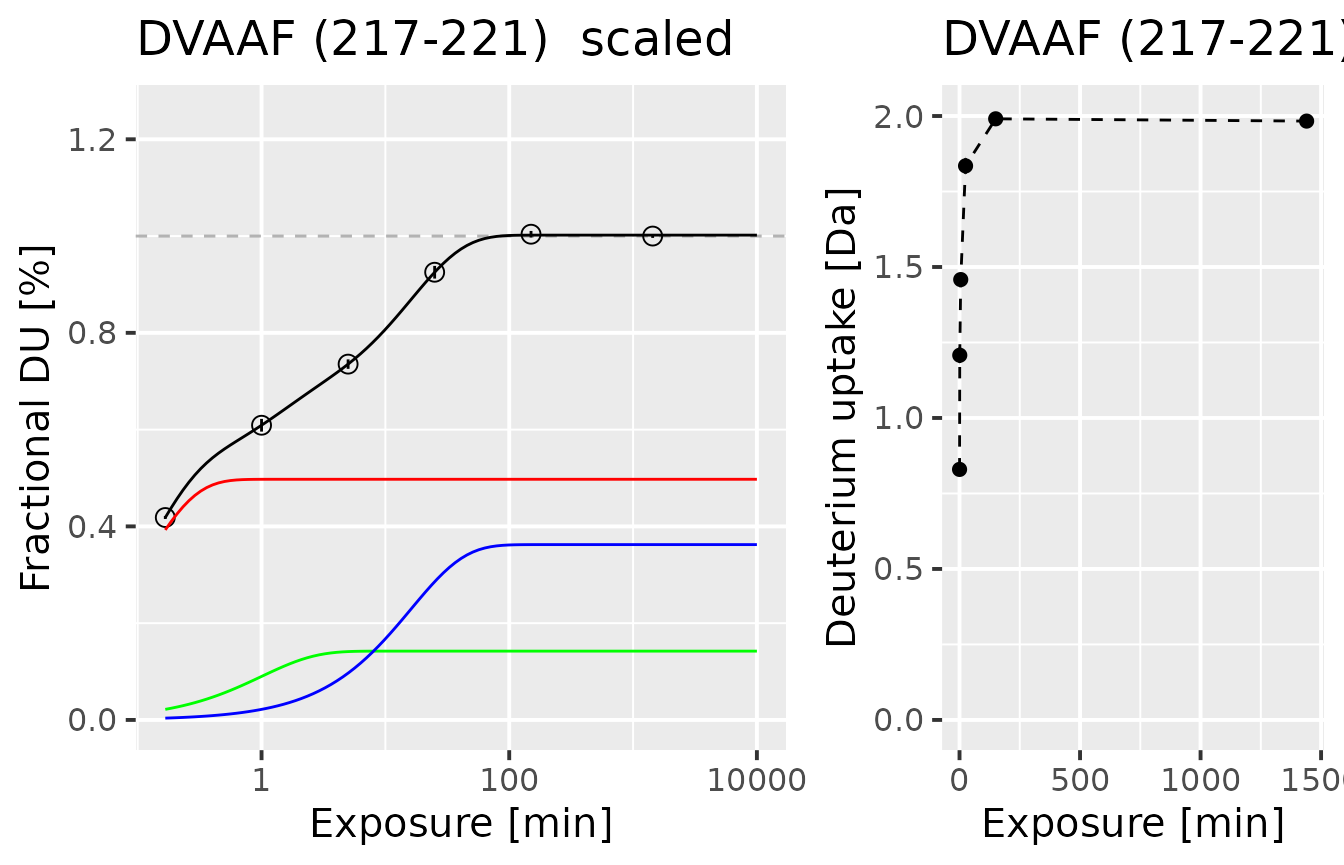 DVAAF (217-221)  scaled
Fractional DU [%]
1.2
0.8
0.4
0.0
1
100
10000
Exposure [min]
DVAAF (217-221)
Deuterium uptake [Da]
2.0
1.5
1.0
0.5
0.0
0
500
1000
1500
Exposure [min]